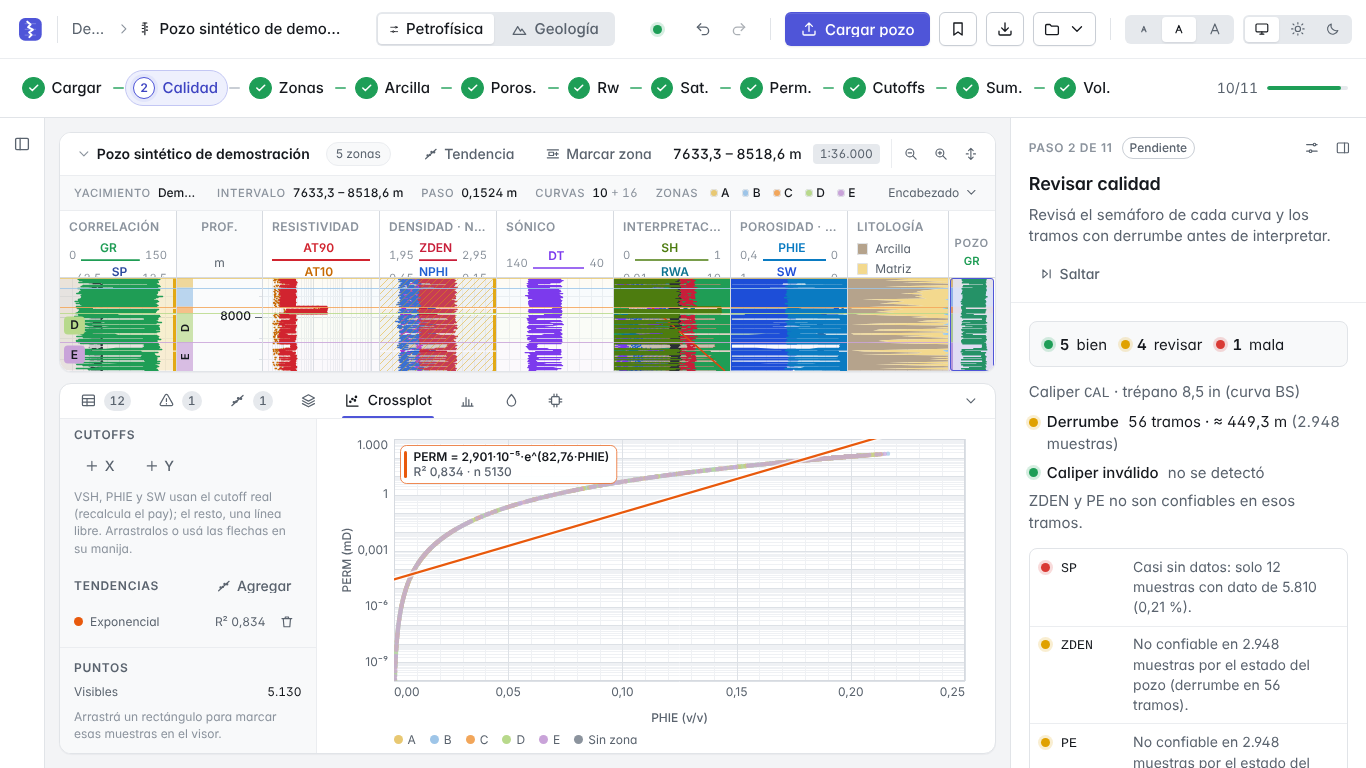 De...
Pozo sintético de demo...
Petrofísica
Geología
Cargar pozo
A
A
A
Cargar
2 Calidad
Zonas
Arcilla
Poros.
Rw
Sat.
Perm.
Cutoffs
Sum.
Vol.
10/11
Pozo sintético de demostración
5 zonas
Tendencia
Marcar zona
7633,3 – 8518,6 m
1:36.000
YACIMIENTO Dem...
INTERVALO 7633,3 – 8518,6 m
PASO 0,1524 m
CURVAS 10 + 16
ZONAS A B C D E
Encabezado
CORRELACIÓN
PROF.
RESISTIVIDAD
DENSIDAD · N...
SÓNICO
INTERPRETAC...
POROSIDAD · ...
LITOLOGÍA
POZO
0 GR 150
SP
m
AT90
AT10
1,95 ZDEN 2,95
NPHI
140 DT 40
0 SH 1
RWA
0,4 PHIE 0
SW
Arcilla
Matriz
GR
D
E
D
E
8000
12
1
1
Crossplot
CUTOFFS
X
Y
VSH, PHIE y SW usan el cutoff real
(recalcula el pay); el resto, una línea
libre. Arrastralos o usá las flechas en
su manija.
TENDENCIAS
Agregar
Exponencial
R² 0,834
PUNTOS
Visibles 5.130
Arrastrá un rectángulo para marcar
esas muestras en el visor.
PERM = 2,901·10⁻⁵·e^(82,76·PHIE)
R² 0,834 · n 5130
PERM (mD)
1.000
1
0,001
10⁻⁶
10⁻⁹
0,00
0,05
0,10
0,15
0,20
0,25
PHIE (v/v)
A
B
C
D
E
Sin zona
PASO 2 DE 11
Pendiente
Revisar calidad
Revisá el semáforo de cada curva y los
tramos con derrumbe antes de interpretar.
Saltar
5 bien
4 revisar
1 mala
Caliper CAL · trépano 8,5 in (curva BS)
Derrumbe 56 tramos · ≈ 449,3 m (2.948
muestras)
Caliper inválido no se detectó
ZDEN y PE no son confiables en esos
tramos.
SP
Casi sin datos: solo 12
muestras con dato de 5.810
(0,21 %).
ZDEN
No confiable en 2.948
muestras por el estado del
pozo (derrumbe en 56
tramos).
PE
No confiable en 2.948
muestras por el estado del